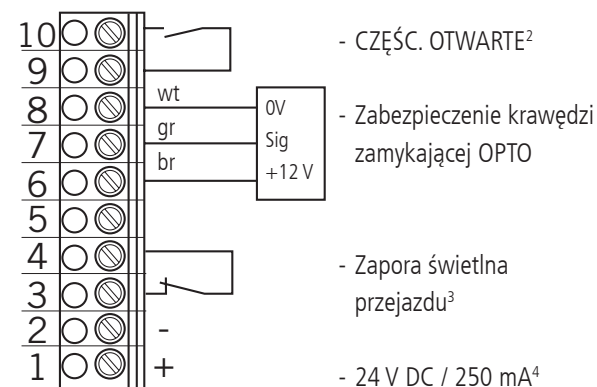 10
- CZĘŚC. OTWARTE²
9
8 wt 0V
- Zabezpieczenie krawędzi
zamykającej OPTO
7 gr Sig
6 br +12 V
5
4
- Zapora świetlna
przejazdu³
3
2 -
1 +
- 24 V DC / 250 mA⁴